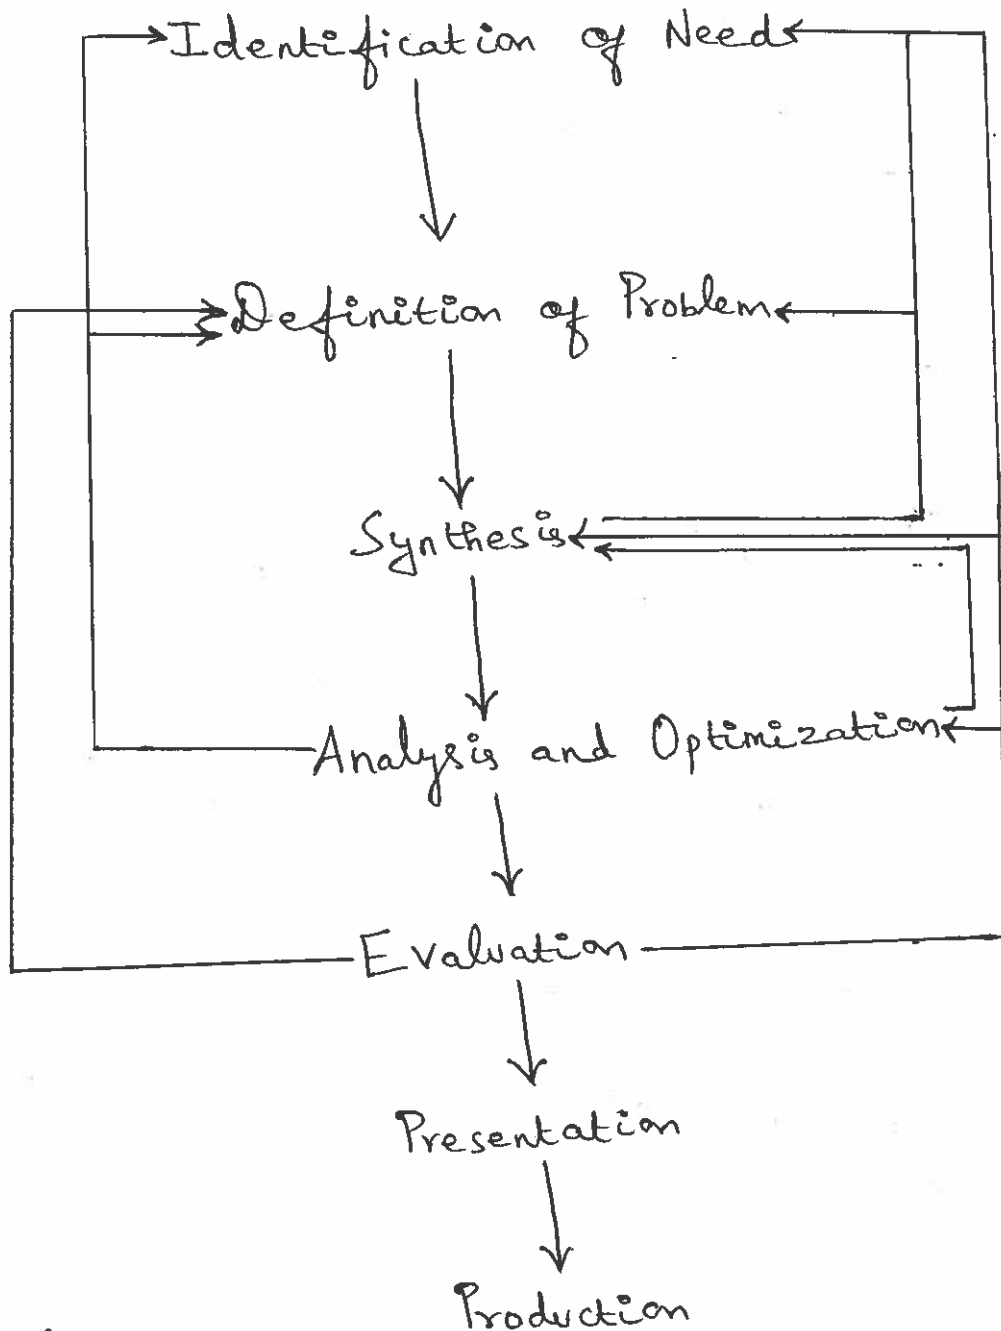 Identification of Need
Definition of Problem
Synthesis
Analysis and Optimization
Evaluation
Presentation
Production